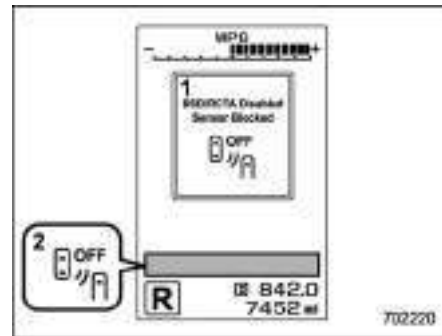 MPG
- +
1
BSD/RCTA Disabled
Sensor Blocked
OFF
2
OFF
R
842.0
7452 mi
702220